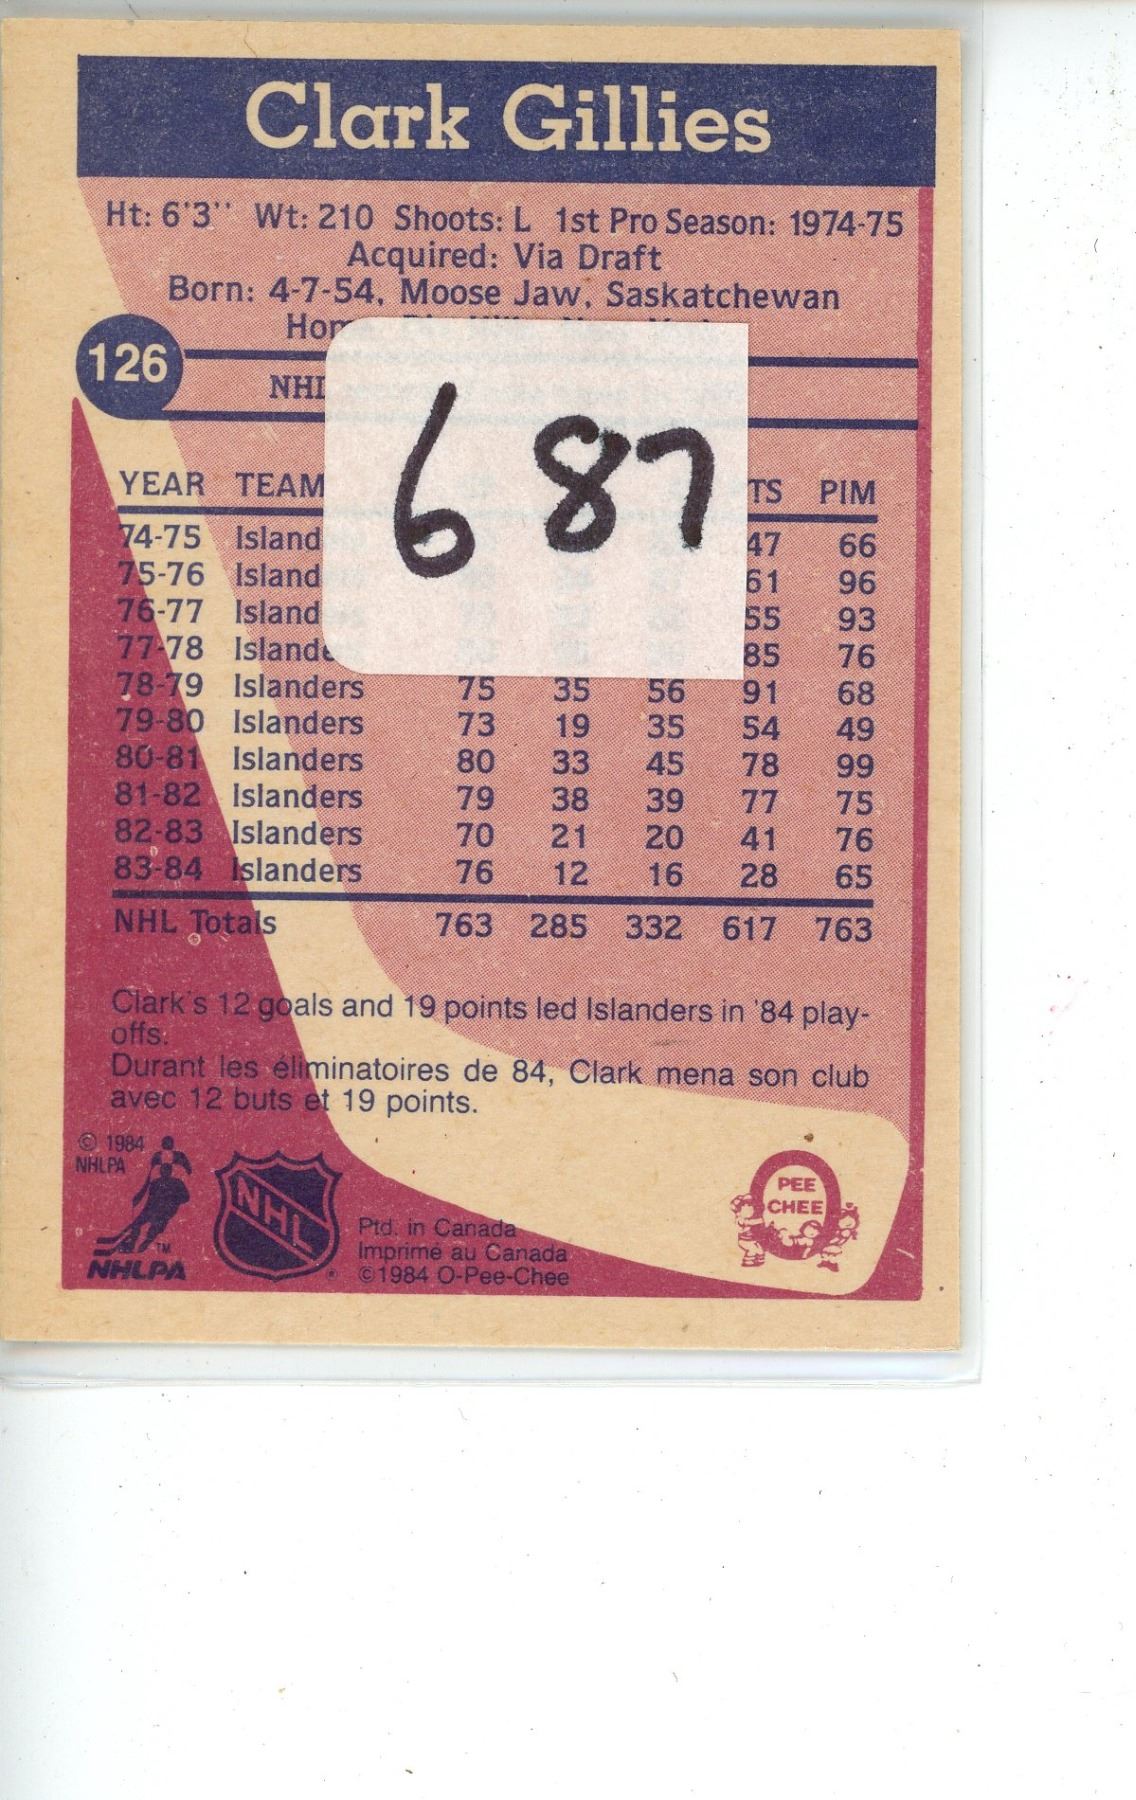 Clark Gillies
Ht: 6'3'' Wt: 210 Shoots: L 1st Pro Season: 1974-75
Acquired: Via Draft
Born: 4-7-54, Moose Jaw, Saskatchewan
126
687
YEAR TEAM TS PIM
74-75 Island 47 66
75-76 Island 61 96
76-77 Island 55 93
77-78 Islande 85 76
78-79 Islanders 75 35 56 91 68
79-80 Islanders 73 19 35 54 49
80-81 Islanders 80 33 45 78 99
81-82 Islanders 79 38 39 77 75
82-83 Islanders 70 21 20 41 76
83-84 Islanders 76 12 16 28 65
NHL Totals 763 285 332 617 763
Clark's 12 goals and 19 points led Islanders in '84 play-
offs.
Durant les éliminatoires de 84, Clark mena son club
avec 12 buts et 19 points.
© 1984
NHLPA
TM
NHLPA
NHL
Ptd. in Canada
Imprimé au Canada
©1984 O-Pee-Chee
PEE
CHEE